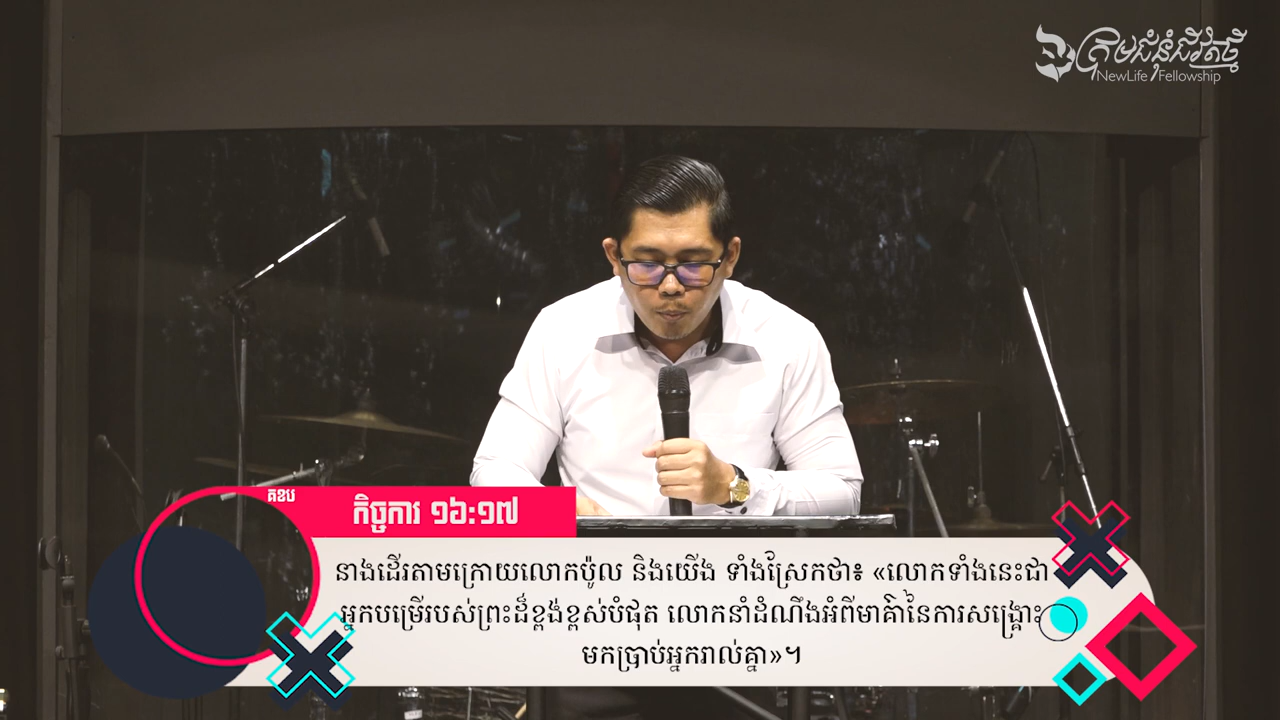 ក្រុមជំនុំជីវិតថ្មី
NewLife Fellowship
គខប
កិច្ចការ ១៦:១៧
នាងដើរតាមក្រោយលោកប៉ូល និងយើង ទាំងស្រែកថា៖ «លោកទាំងនេះជា
អ្នកបម្រើរបស់ព្រះដ៏ខ្ពង់ខ្ពស់បំផុត លោកនាំដំណឹងអំពីមាគ៌ានៃការសង្គ្រោះ
មកប្រាប់អ្នករាល់គ្នា»។